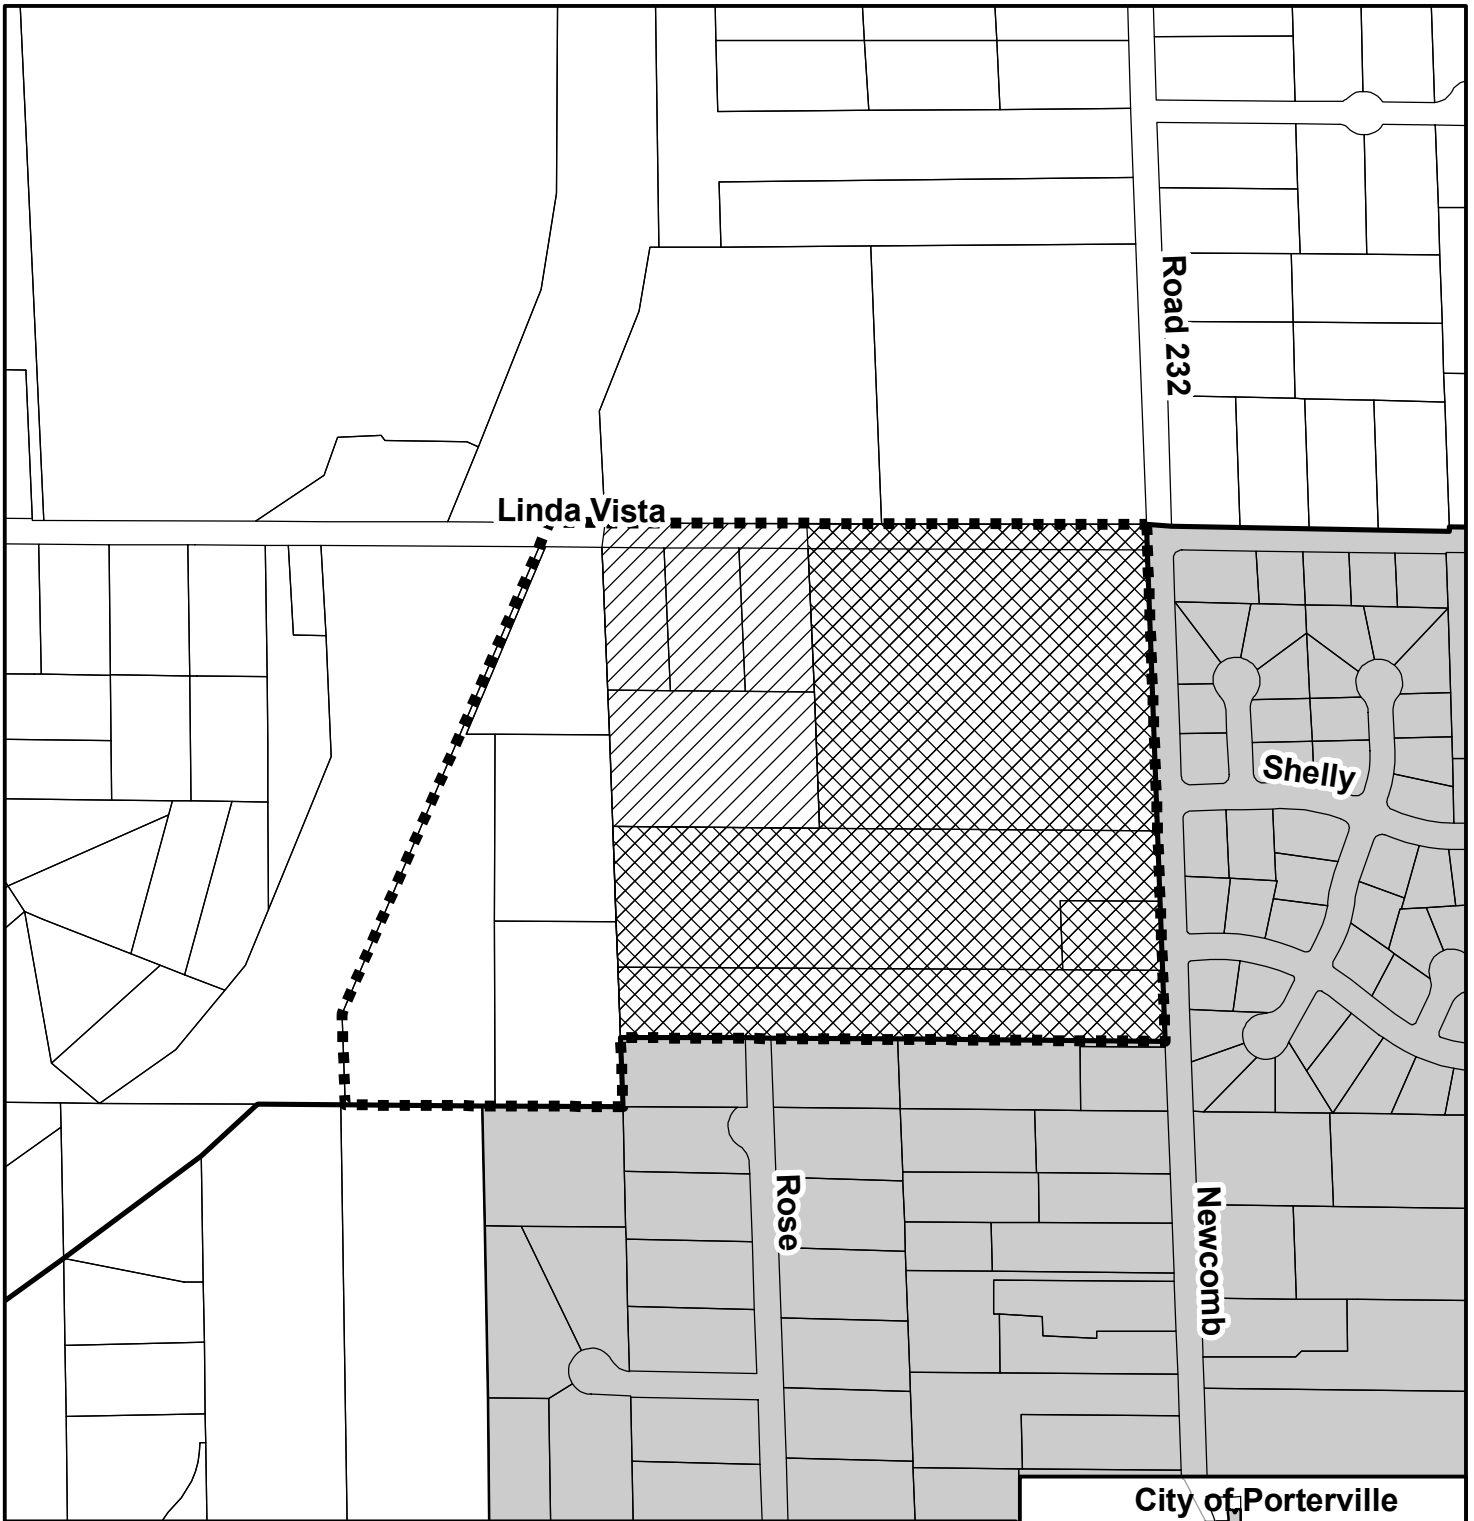 Road 232
Linda Vista
Shelly
Rose
Newcomb
City of Porterville